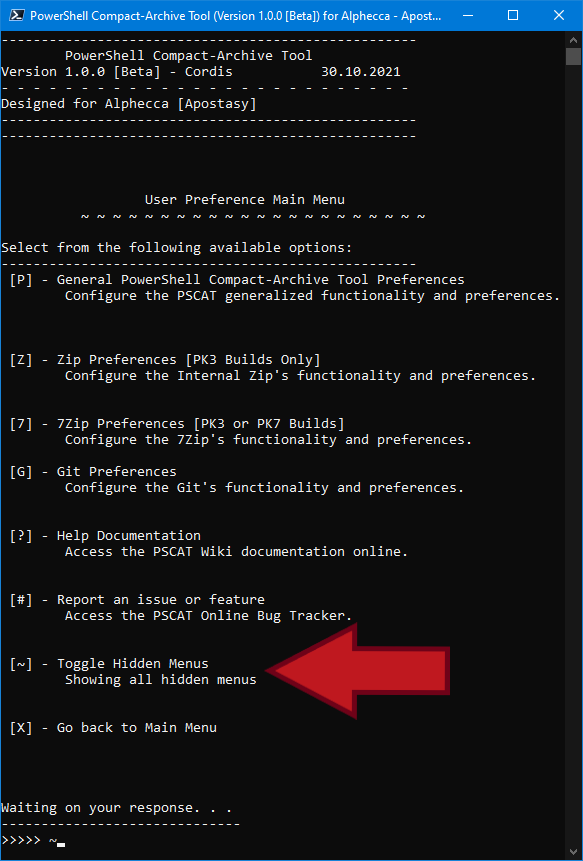 PowerShell Compact-Archive Tool (Version 1.0.0 [Beta]) for Alphecca - Apost...
----------------------------------------------------
PowerShell Compact-Archive Tool
Version 1.0.0 [Beta] - Cordis 30.10.2021
- - - - - - - - - - - - - - - - - - - - - - - - - -
Designed for Alphecca [Apostasy]
----------------------------------------------------
----------------------------------------------------
User Preference Main Menu
~ ~ ~ ~ ~ ~ ~ ~ ~ ~ ~ ~ ~ ~ ~ ~ ~ ~ ~ ~ ~ ~
Select from the following available options:
----------------------------------------------------
[P] - General PowerShell Compact-Archive Tool Preferences
Configure the PSCAT generalized functionality and preferences.
[Z] - Zip Preferences [PK3 Builds Only]
Configure the Internal Zip's functionality and preferences.
[7] - 7Zip Preferences [PK3 or PK7 Builds]
Configure the 7Zip's functionality and preferences.
[G] - Git Preferences
Configure the Git's functionality and preferences.
[?] - Help Documentation
Access the PSCAT Wiki documentation online.
[#] - Report an issue or feature
Access the PSCAT Online Bug Tracker.
[~] - Toggle Hidden Menus
Showing all hidden menus
[X] - Go back to Main Menu
Waiting on your response. . .
------------------------------
>>>>> ~_